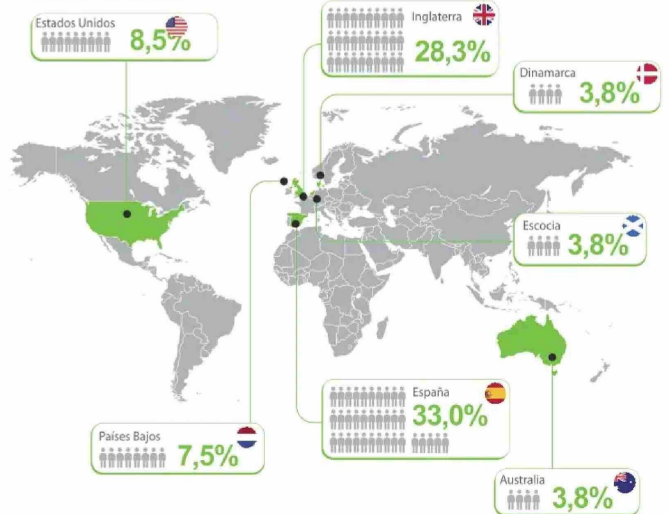 Estados Unidos
8,5%
Inglaterra
28,3%
Dinamarca
3,8%
Escocia
3,8%
España
33,0%
Países Bajos
7,5%
Australia
3,8%